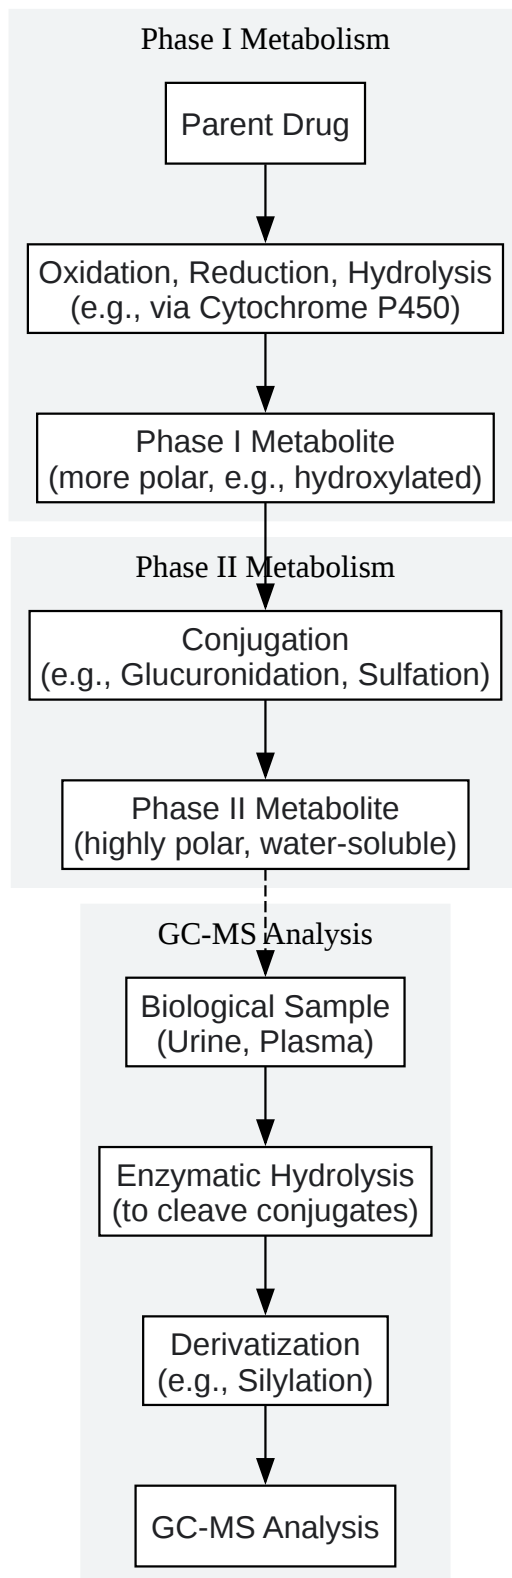 Phase I Metabolism
Parent Drug
Oxidation, Reduction, Hydrolysis
(e.g., via Cytochrome P450)
Phase I Metabolite
(more polar, e.g., hydroxylated)
Phase II Metabolism
Conjugation
(e.g., Glucuronidation, Sulfation)
Phase II Metabolite
(highly polar, water-soluble)
GC-MS Analysis
Biological Sample
(Urine, Plasma)
Enzymatic Hydrolysis
(to cleave conjugates)
Derivatization
(e.g., Silylation)
GC-MS Analysis